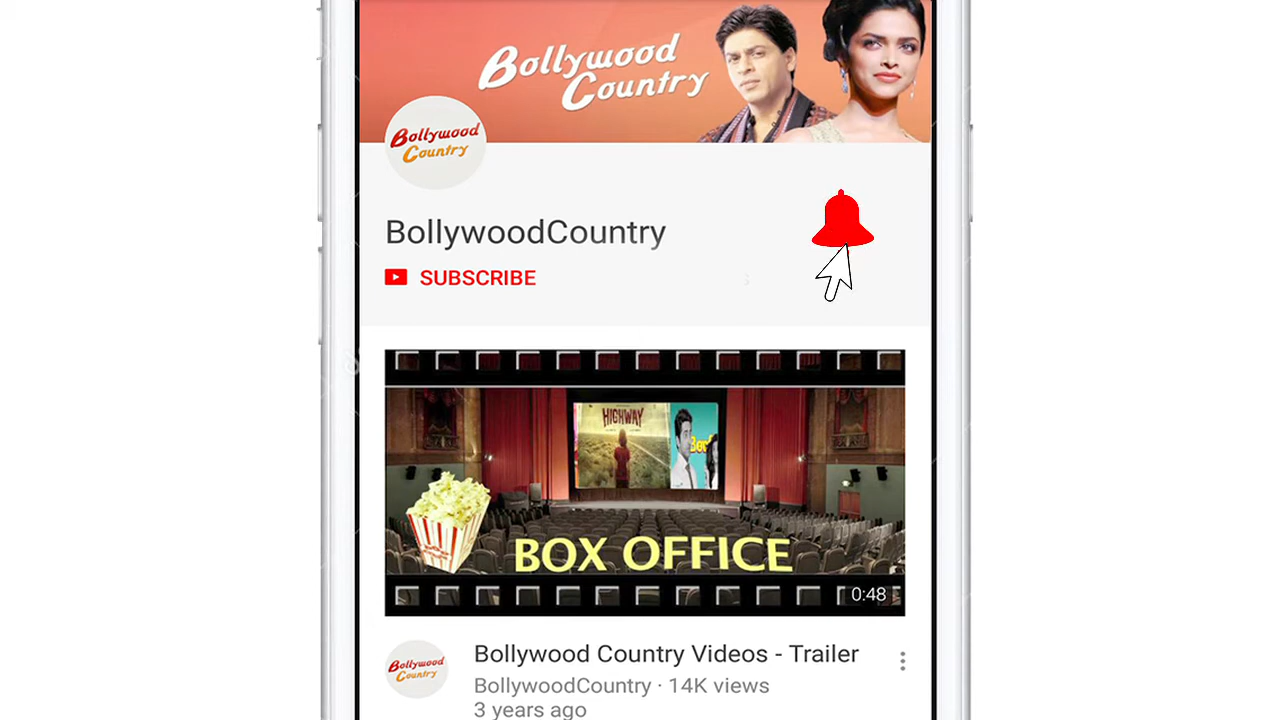 Bollywood
Country
Bollywood
Country
BollywoodCountry
SUBSCRIBE
HIGHWAY
BOX OFFICE
0:48
Bollywood Country Videos - Trailer
Bollywood
Country
BollywoodCountry · 14K views
3 years ago